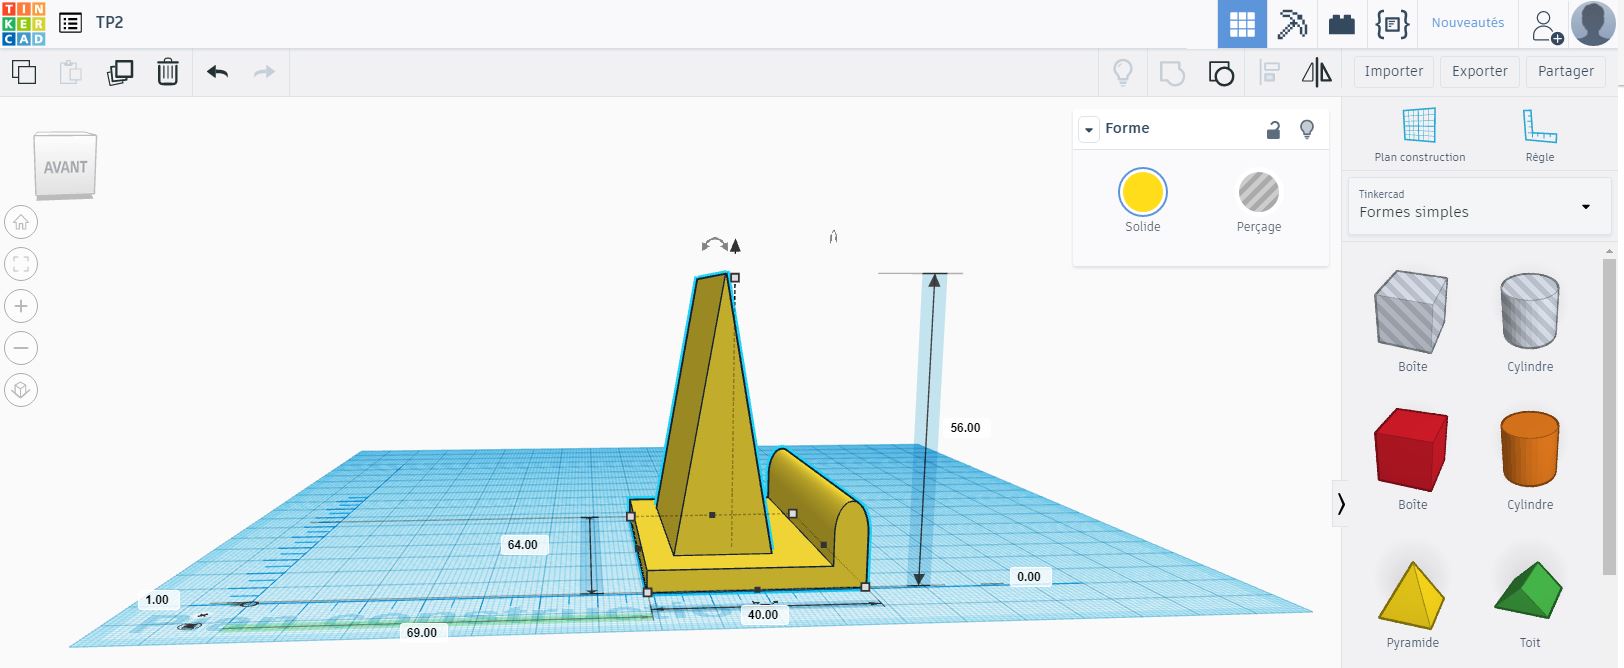 TIN
KER
CAD
TP2
Nouveautés
Importer
Exporter
Partager
AVANT
Forme
Solide
Perçage
Plan construction
Règle
Tinkercad
Formes simples
Boîte
Cylindre
Boîte
Cylindre
Pyramide
Toit
56.00
64.00
0.00
1.00
40.00
69.00